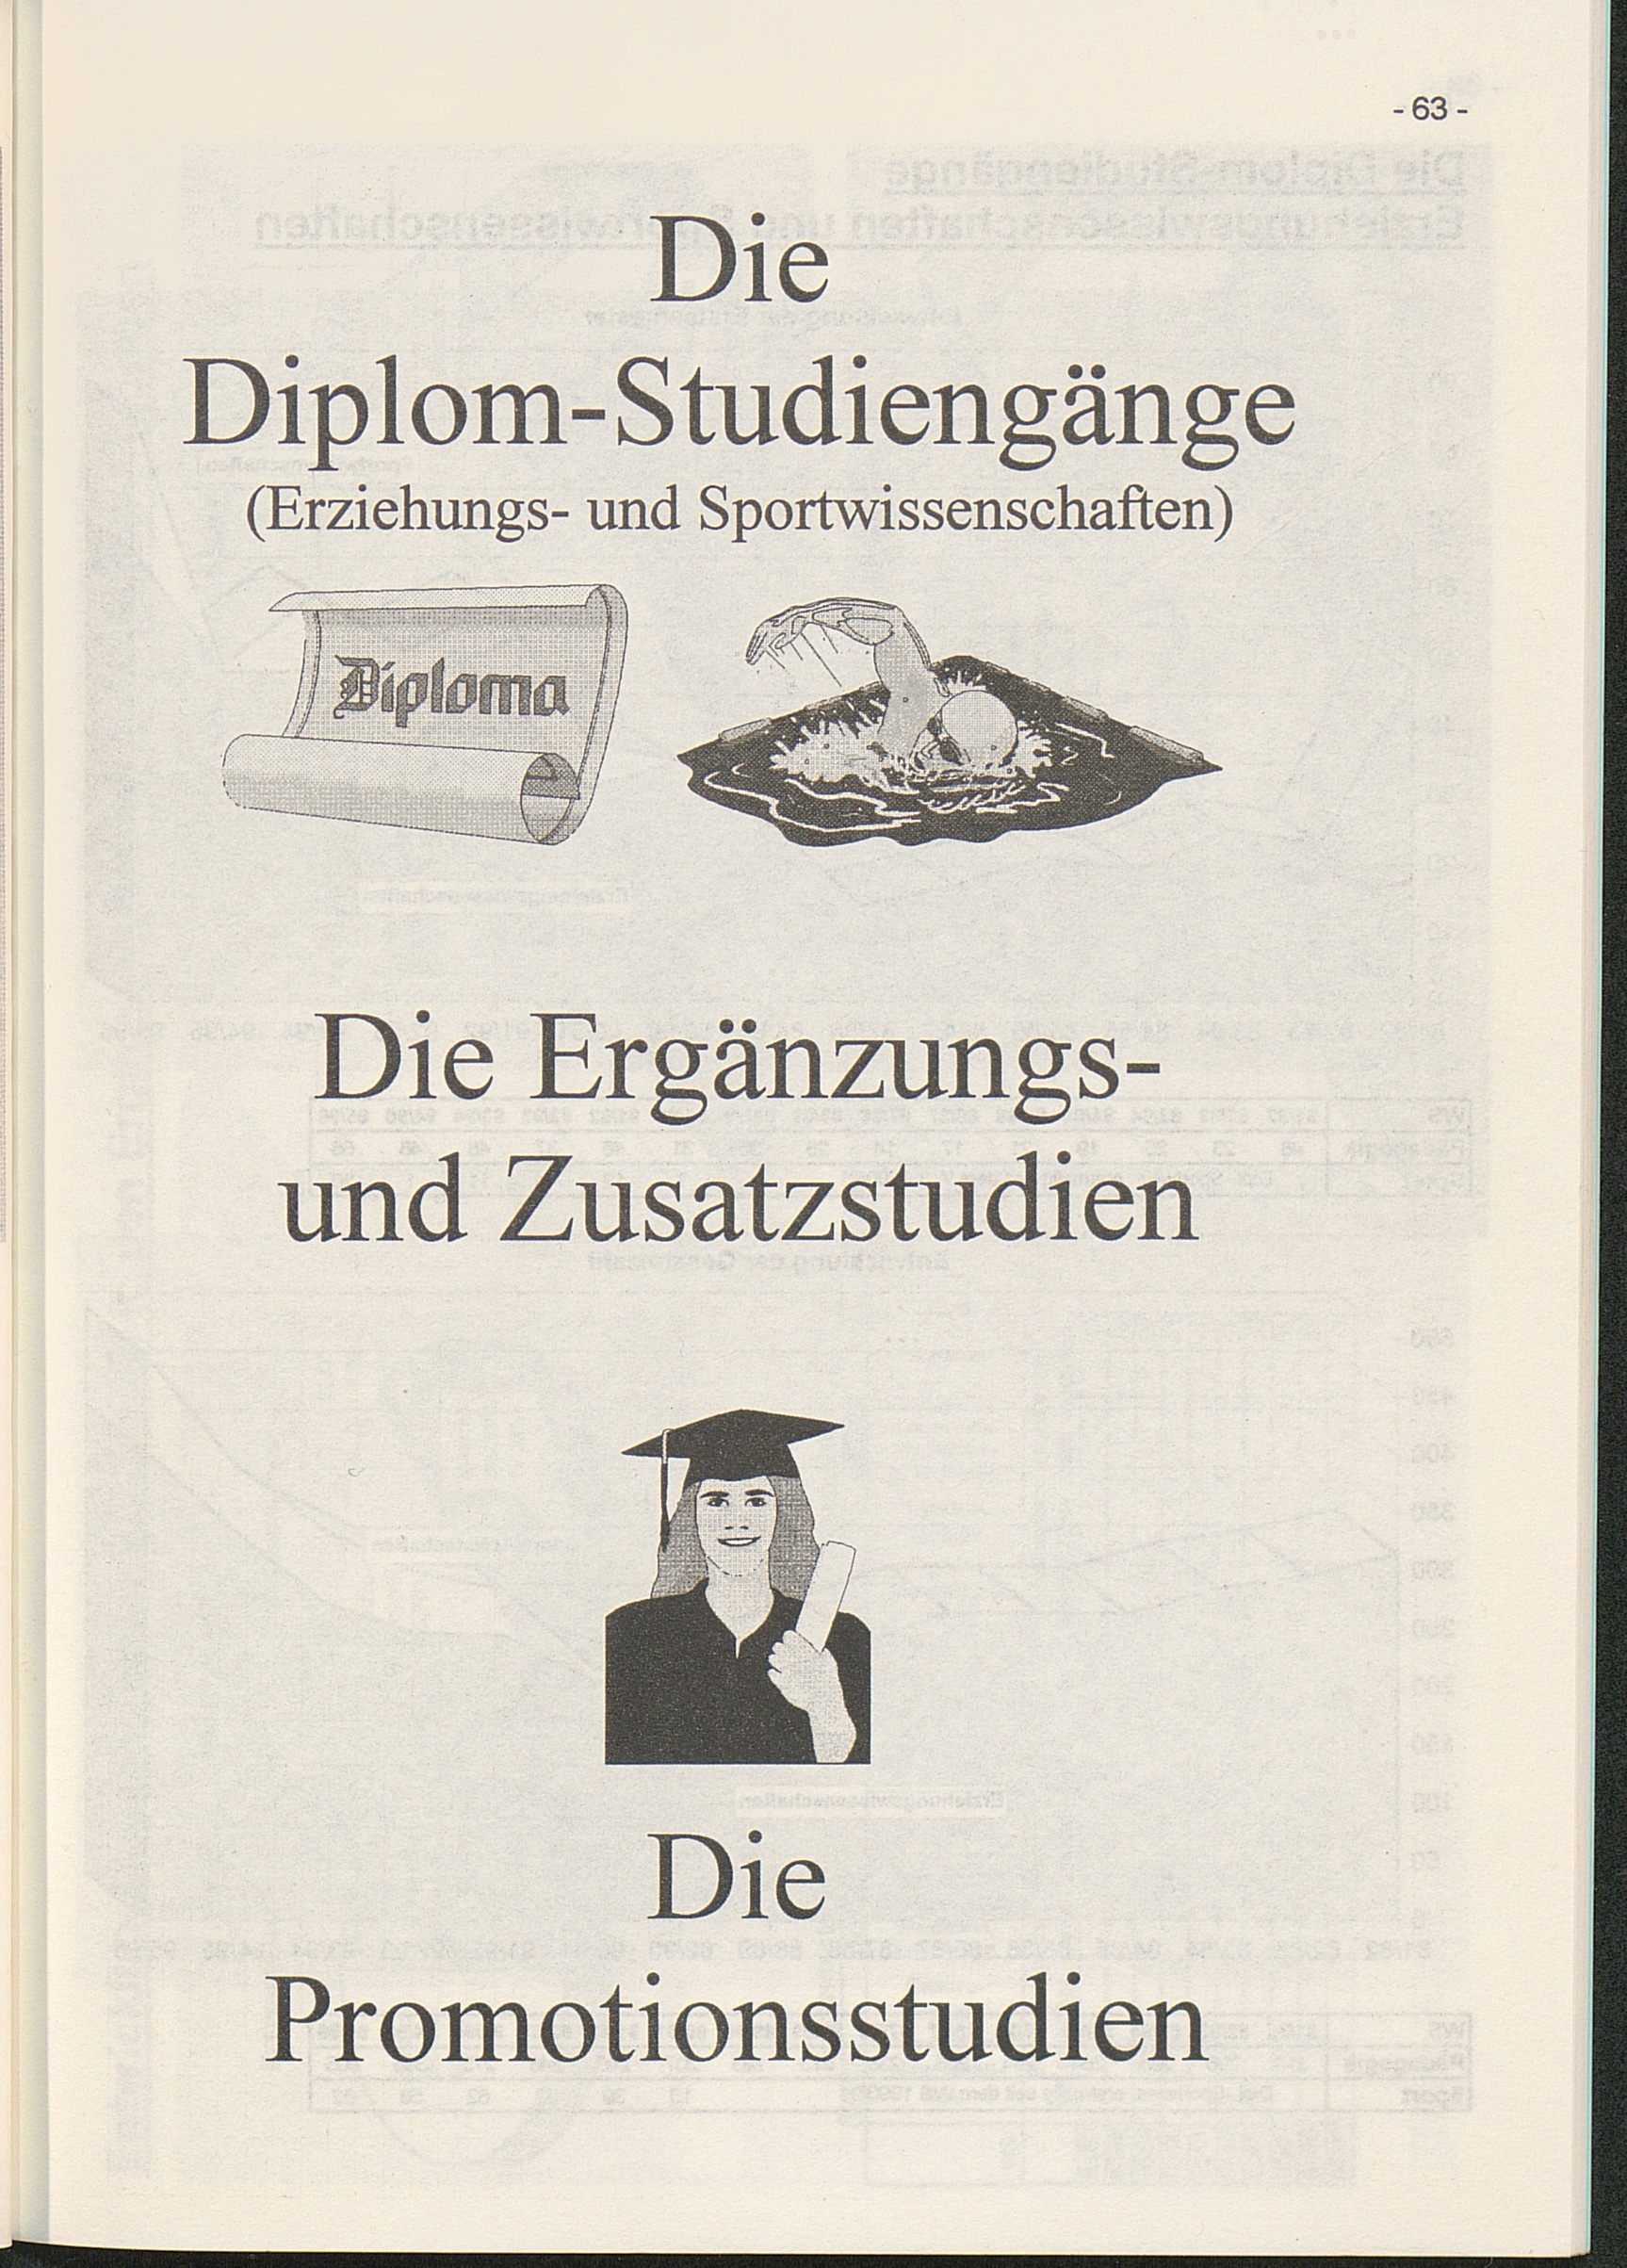 - 63 -
Die
Diplom-Studiengänge
(Erziehungs- und Sportwissenschaften)
Diploma
Die Ergänzungs-
und Zusatzstudien
Die
Promotionsstudien